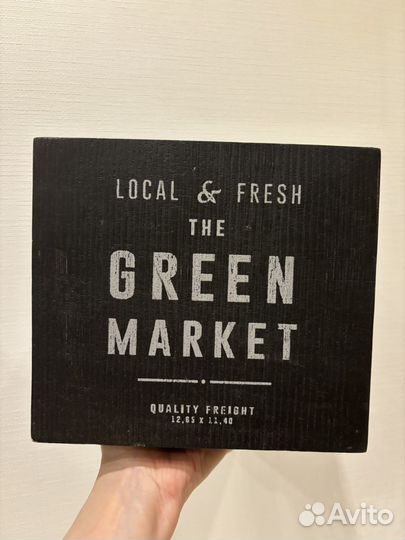 LOCAL & FRESH
THE
GREEN
MARKET
QUALITY FREIGHT
12,65 X 11,40
Avito